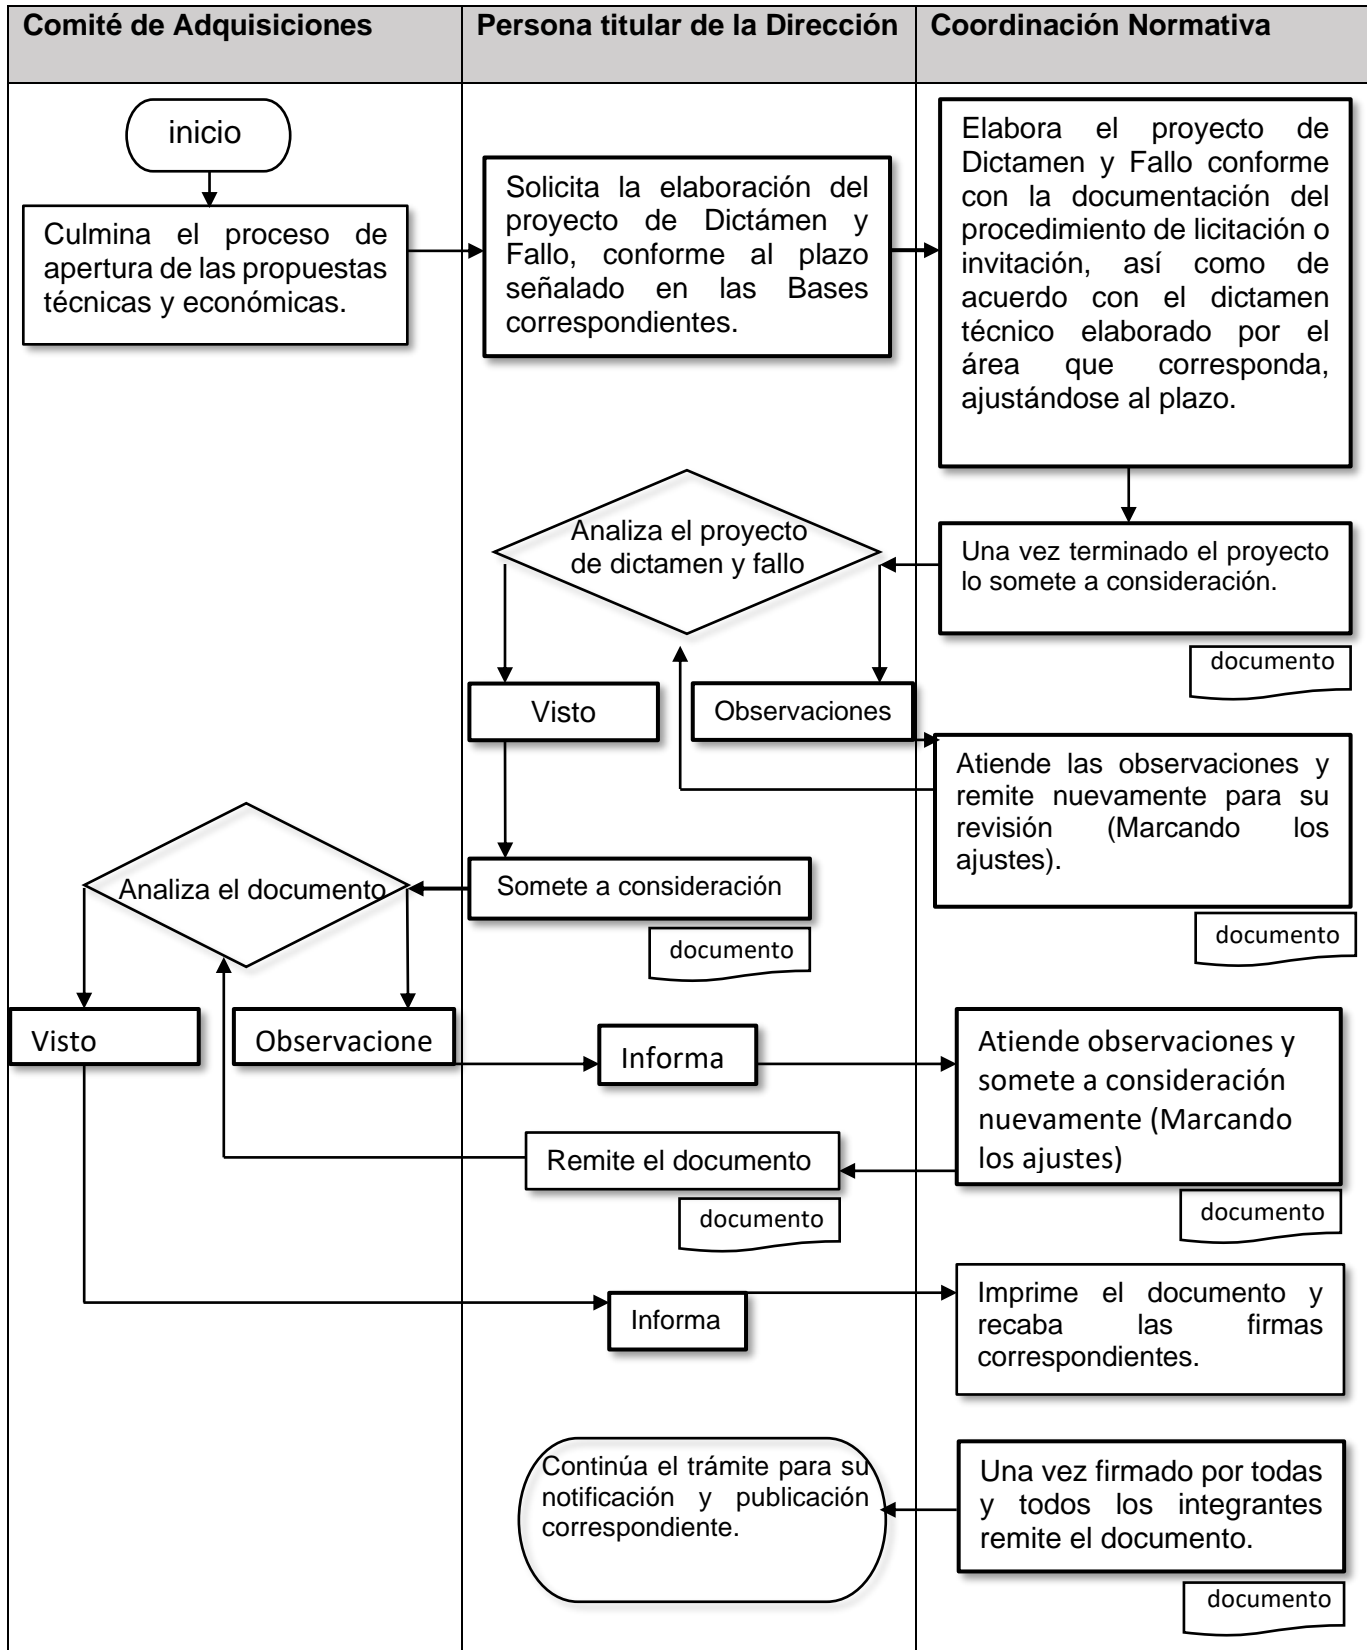 Comité de Adquisiciones
Persona titular de la Dirección
Coordinación Normativa
inicio
Culmina el proceso de
apertura de las propuestas
técnicas y económicas.
Solicita la elaboración del
proyecto de Dictámen y
Fallo, conforme al plazo
señalado en las Bases
correspondientes.
Elabora el proyecto de
Dictamen y Fallo conforme
con la documentación del
procedimiento de licitación o
invitación, así como de
acuerdo con el dictamen
técnico elaborado por el
área que corresponda,
ajustándose al plazo.
Analiza el proyecto
de dictamen y fallo
Una vez terminado el proyecto
lo somete a consideración.
documento
Visto
Observaciones
Atiende las observaciones y
remite nuevamente para su
revisión (Marcando los
ajustes).
documento
Analiza el documento
Somete a consideración
documento
Visto
Observacione
Informa
Atiende observaciones y
somete a consideración
nuevamente (Marcando
los ajustes)
documento
Remite el documento
documento
Informa
Imprime el documento y
recaba las firmas
correspondientes.
Continúa el trámite para su
notificación y publicación
correspondiente.
Una vez firmado por todas
y todos los integrantes
remite el documento.
documento